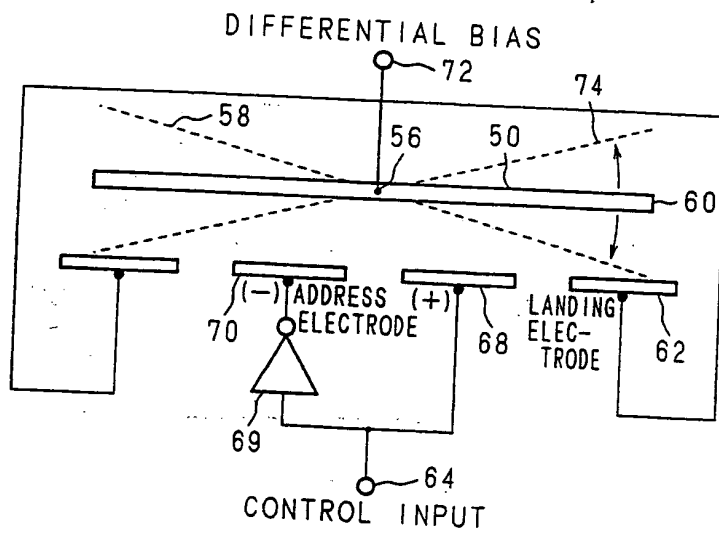 DIFFERENTIAL BIAS
72
74
58
50
56
60
(-) ADDRESS
ELECTRODE
(+)
LANDING
ELEC-
TRODE
70
68
62
69
64
CONTROL INPUT